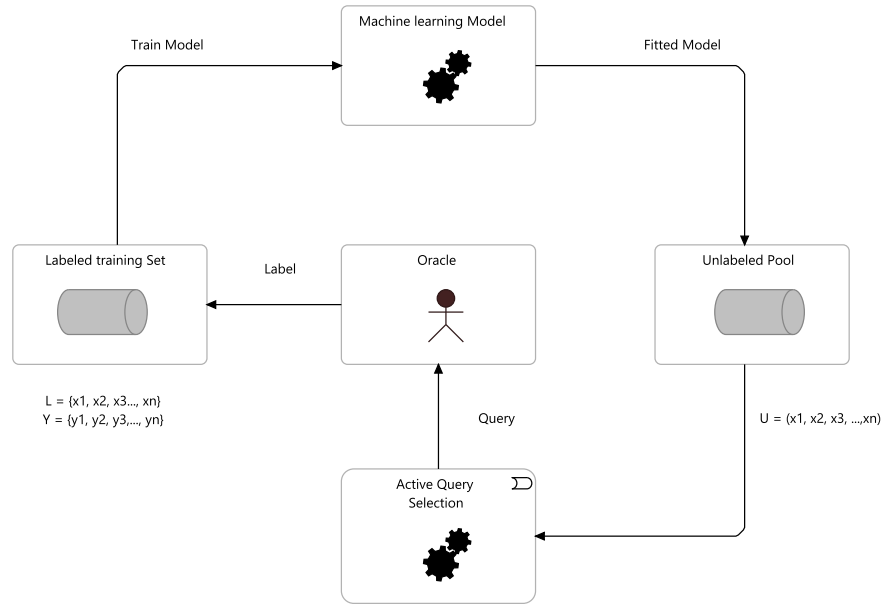 Machine learning Model
Train Model
Fitted Model
Labeled training Set
Label
Oracle
Unlabeled Pool
L = {x1, x2, x3..., xn}
Y = {y1, y2, y3,..., yn}
Query
U = (x1, x2, x3, ...,xn)
Active Query
Selection